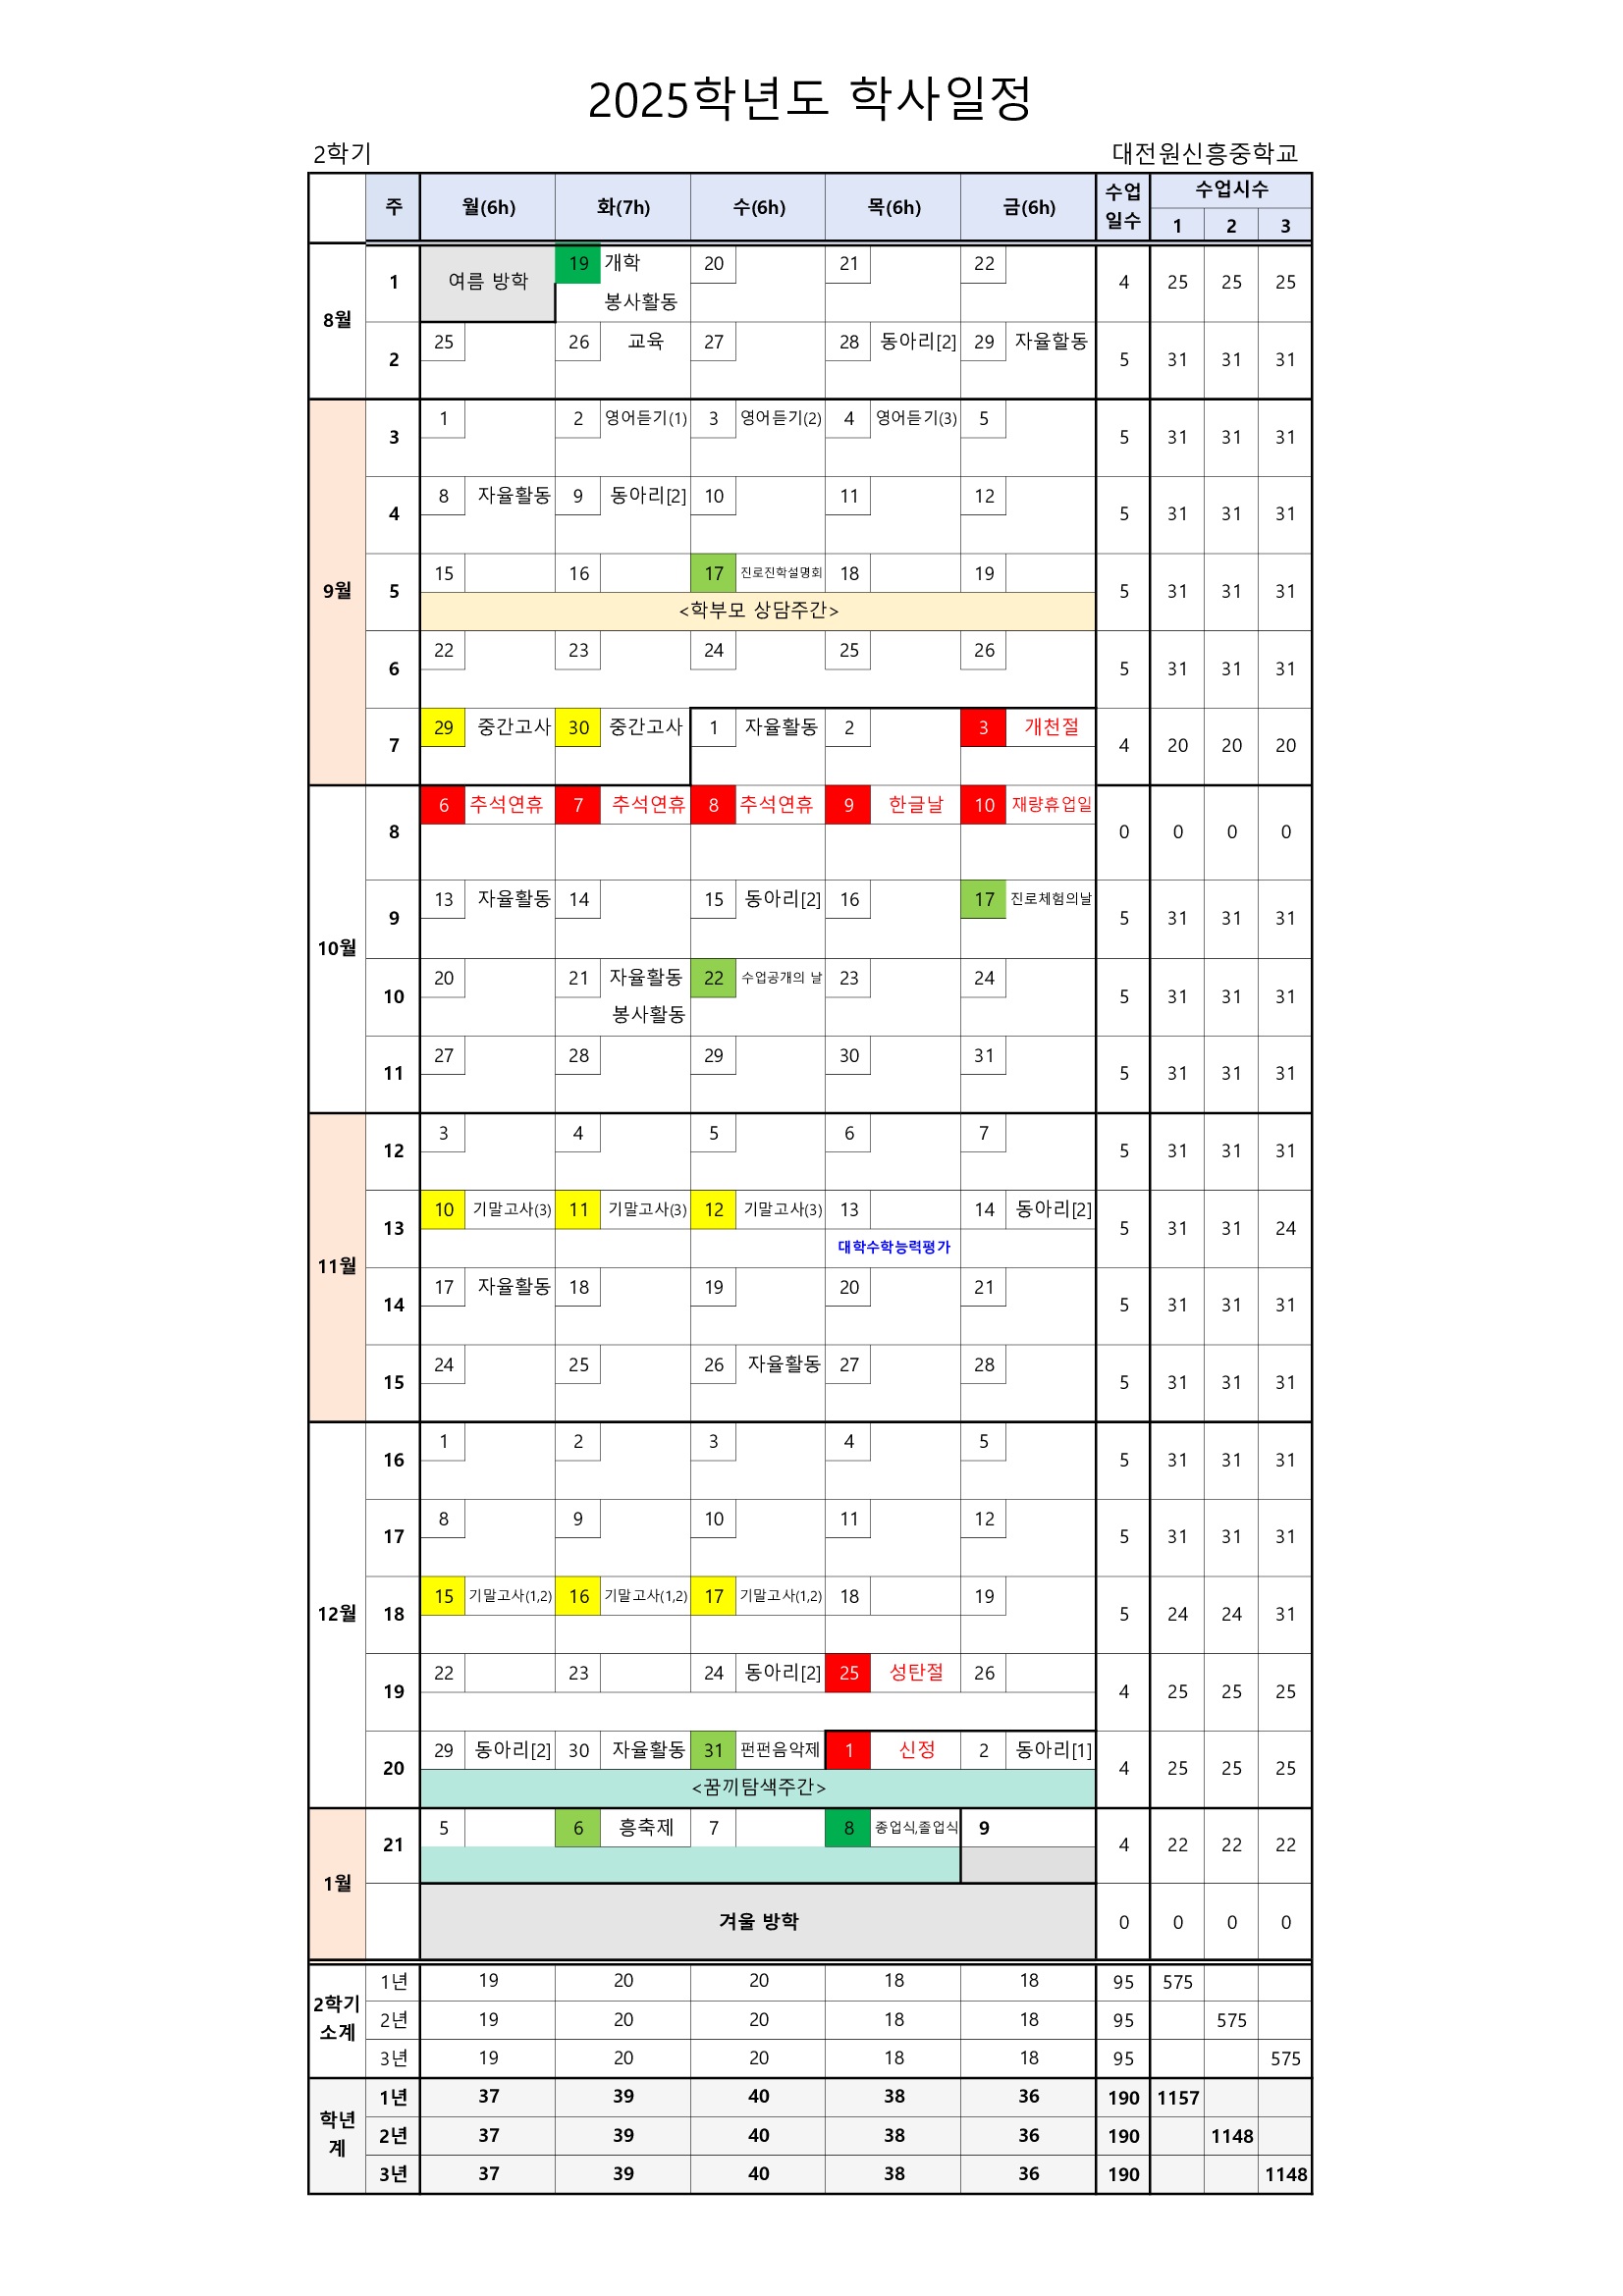 2025학년도 학사일정
2학기 대전원신흥중학교
주 월(6h) 화(7h) 수(6h) 목(6h) 금(6h) 수업일수 수업시수
1 2 3
8월
1 여름 방학 19 개학 20 21 22 4 25 25 25
봉사활동
2 25 26 교육 27 28 동아리[2] 29 자율할동 5 31 31 31
9월
3 1 2 영어듣기(1) 3 영어듣기(2) 4 영어듣기(3) 5 5 31 31 31
4 8 자율활동 9 동아리[2] 10 11 12 5 31 31 31
5 15 16 17 진로진학설명회 18 19 5 31 31 31
<학부모 상담주간>
6 22 23 24 25 26 5 31 31 31
7 29 중간고사 30 중간고사 1 자율활동 2 3 개천절 4 20 20 20
10월
8 6 추석연휴 7 추석연휴 8 추석연휴 9 한글날 10 재량휴업일 0 0 0 0
9 13 자율활동 14 15 동아리[2] 16 17 진로체험의날 5 31 31 31
10 20 21 자율활동 22 수업공개의 날 23 24 5 31 31 31
봉사활동
11 27 28 29 30 31 5 31 31 31
11월
12 3 4 5 6 7 5 31 31 31
13 10 기말고사(3) 11 기말고사(3) 12 기말고사(3) 13 14 동아리[2] 5 31 31 24
대학수학능력평가
14 17 자율활동 18 19 20 21 5 31 31 31
15 24 25 26 자율활동 27 28 5 31 31 31
12월
16 1 2 3 4 5 5 31 31 31
17 8 9 10 11 12 5 31 31 31
18 15 기말고사(1,2) 16 기말고사(1,2) 17 기말고사(1,2) 18 19 5 24 24 31
19 22 23 24 동아리[2] 25 성탄절 26 4 25 25 25
20 29 동아리[2] 30 자율활동 31 펀펀음악제 1 신정 2 동아리[1] 4 25 25 25
<꿈끼탐색주간>
1월
21 5 6 흥축제 7 8 종업식,졸업식 9 4 22 22 22
겨울 방학 0 0 0 0
2학기 소계
1년 19 20 20 18 18 95 575
2년 19 20 20 18 18 95 575
3년 19 20 20 18 18 95 575
학년 계
1년 37 39 40 38 36 190 1157
2년 37 39 40 38 36 190 1148
3년 37 39 40 38 36 190 1148